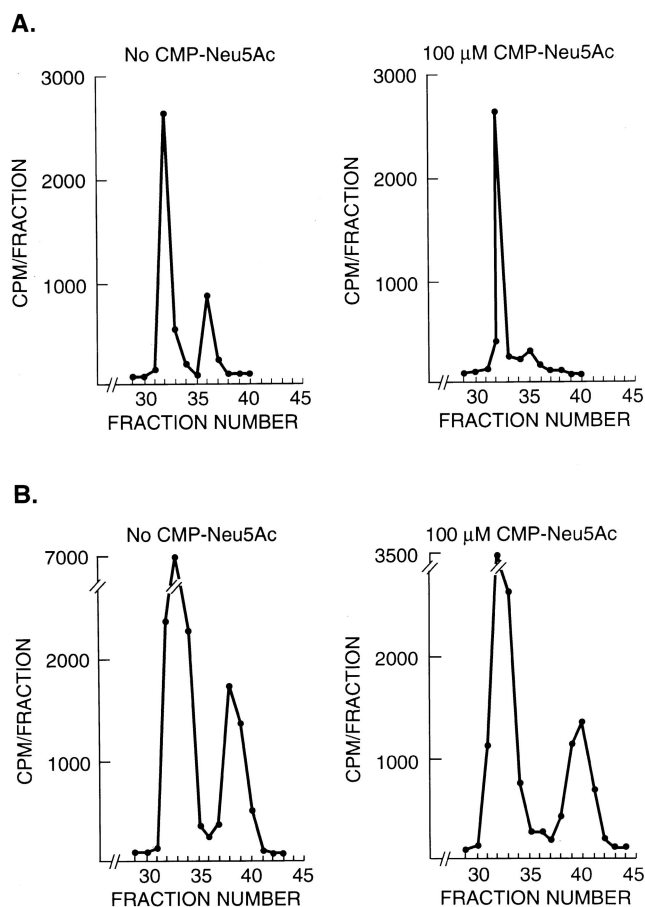 A.
No CMP-Neu5Ac
100 μM CMP-Neu5Ac
3000
2000
1000
CPM/FRACTION
30 35 40 45
FRACTION NUMBER
3000
2000
1000
CPM/FRACTION
30 35 40 45
FRACTION NUMBER
B.
No CMP-Neu5Ac
100 μM CMP-Neu5Ac
7000
2000
1000
CPM/FRACTION
30 35 40 45
FRACTION NUMBER
3500
2000
1000
CPM/FRACTION
30 35 40 45
FRACTION NUMBER